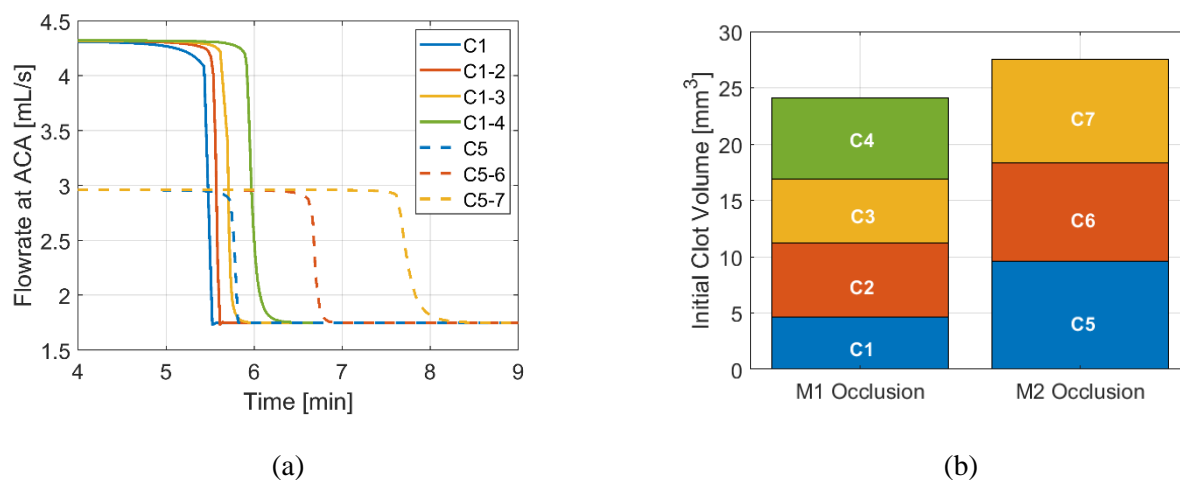 4.5
4
3.5
3
2.5
2
1.5
Flowrate at ACA [mL/s]
4 5 6 7 8 9
Time [min]
C1
C1-2
C1-3
C1-4
C5
C5-6
C5-7
(a)
30
25
20
15
10
5
0
Initial Clot Volume [mm³]
C4
C3
C2
C1
C7
C6
C5
M1 Occlusion M2 Occlusion
(b)